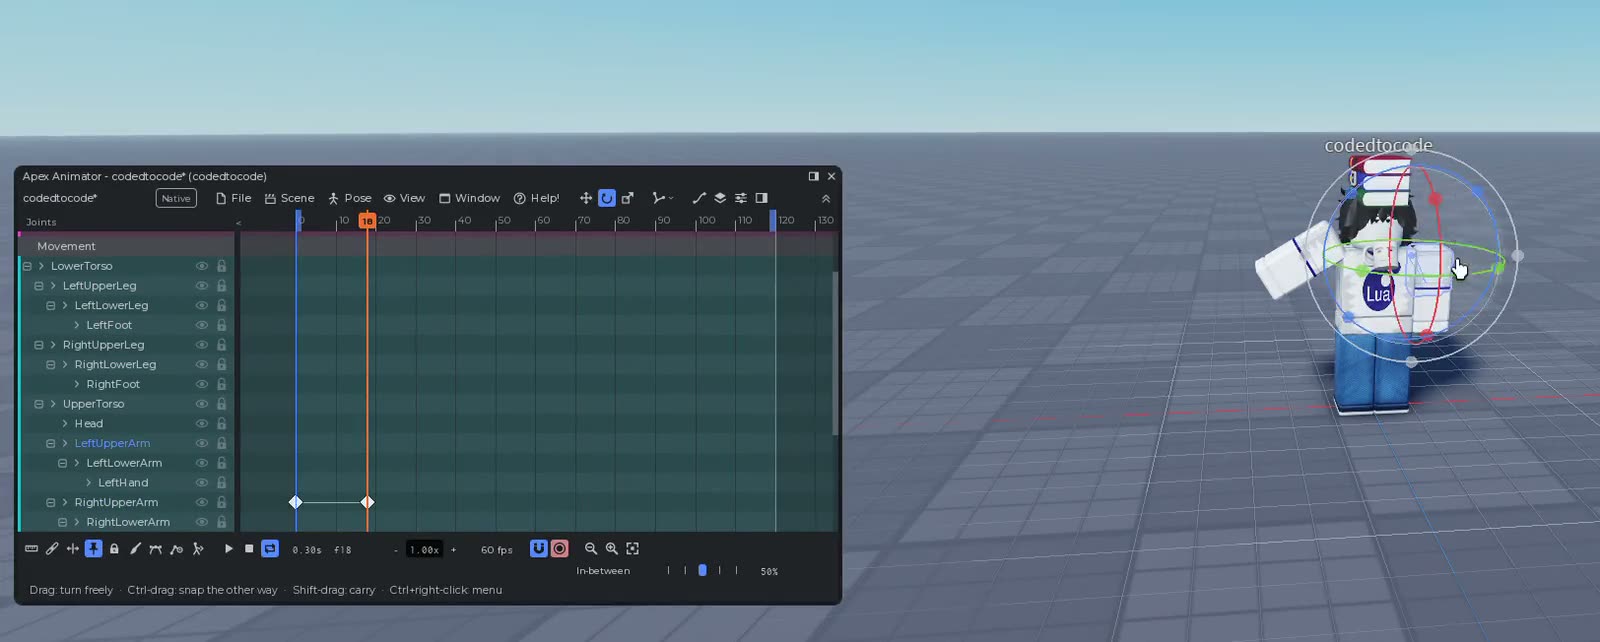 codedtocode
Apex Animator - codedtocode* (codedtocode)
codedtocode* Native File Scene Pose View Window Help!
Joints < 0 10 18 20 30 40 50 60 70 80 90 100 110 120 130
Movement
LowerTorso
LeftUpperLeg
LeftLowerLeg
LeftFoot
RightUpperLeg
RightLowerLeg
RightFoot
UpperTorso
Head
LeftUpperArm
LeftLowerArm
LeftHand
RightUpperArm
RightLowerArm
Lua
0.30s f18 - 1.00x + 60 fps
In-between 50%
Drag: turn freely · Ctrl-drag: snap the other way · Shift-drag: carry · Ctrl+right-click: menu